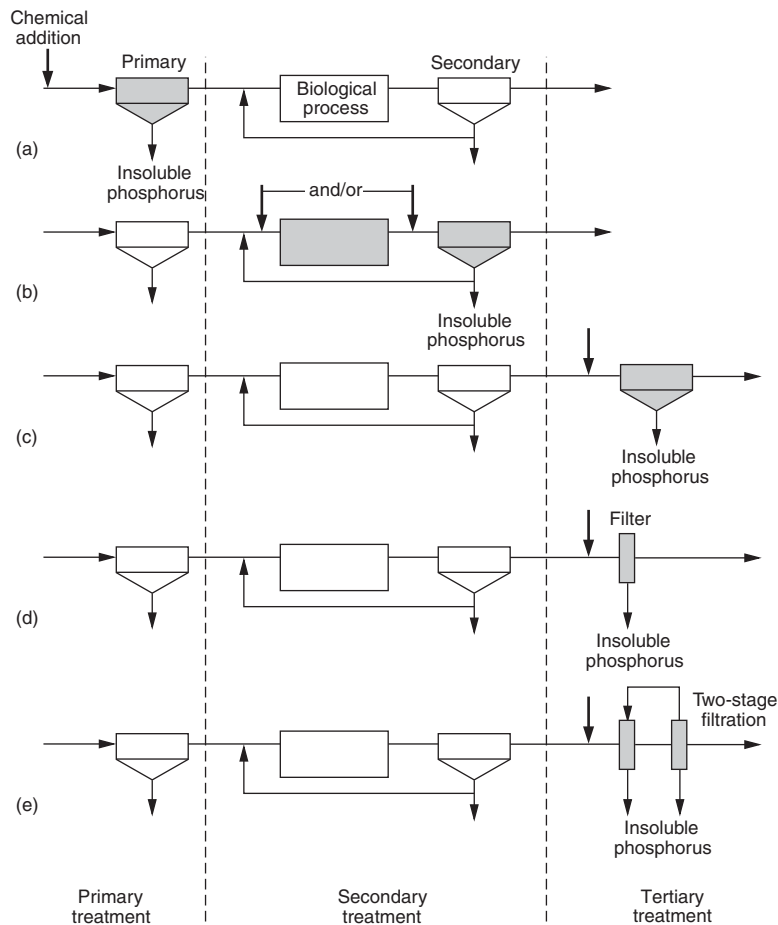 Chemical
addition
Primary
Secondary
Biological
process
(a)
Insoluble
phosphorus
and/or
(b)
Insoluble
phosphorus
(c)
Insoluble
phosphorus
Filter
(d)
Insoluble
phosphorus
Two-stage
filtration
(e)
Insoluble
phosphorus
Primary
treatment
Secondary
treatment
Tertiary
treatment